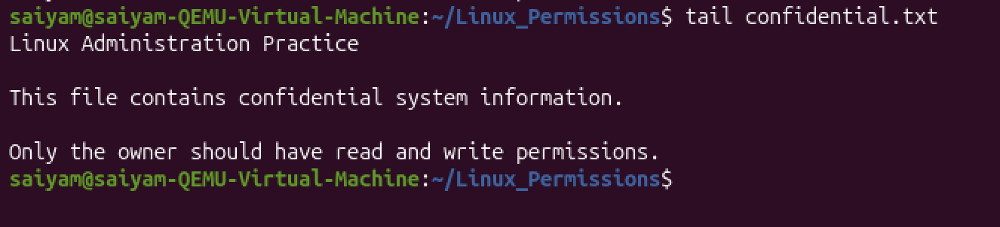 saiyam@saiyam-QEMU-Virtual-Machine:~/Linux_Permissions$ tail confidential.txt
Linux Administration Practice

This file contains confidential system information.

Only the owner should have read and write permissions.
saiyam@saiyam-QEMU-Virtual-Machine:~/Linux_Permissions$